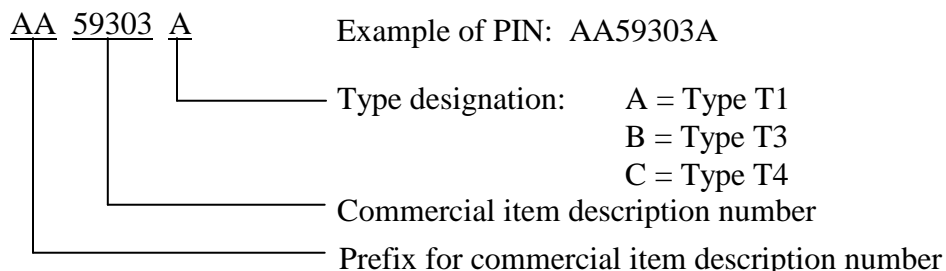 AA 59303 A Example of PIN: AA59303A
Type designation: A = Type T1
B = Type T3
C = Type T4
Commercial item description number
Prefix for commercial item description number